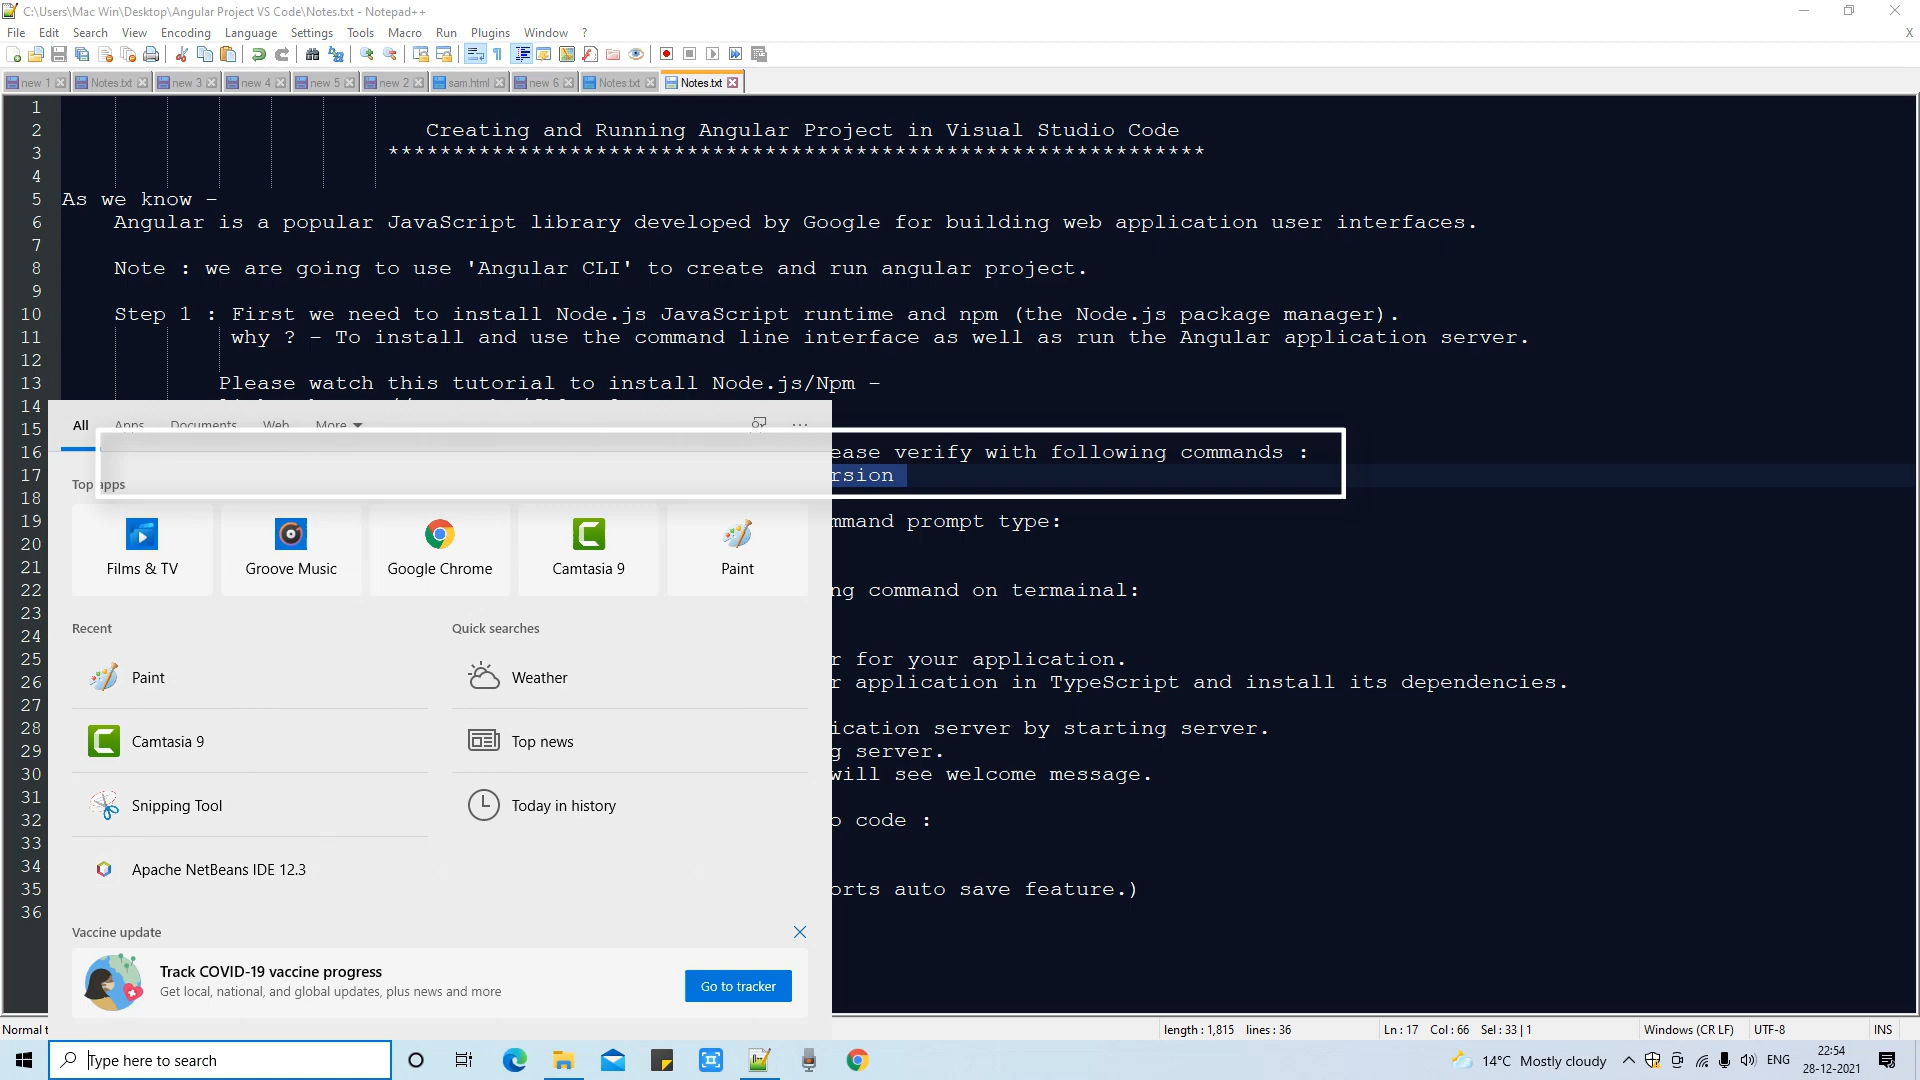 C:\Users\Mac Win\Desktop\Angular Project VS Code\Notes.txt - Notepad++
File Edit Search View Encoding Language Settings Tools Macro Run Plugins Window ? X
new 1 Notes.txt new 3 new 4 new 5 new 2 sam.html new 6 Notes.txt Notes.txt
1
2 Creating and Running Angular Project in Visual Studio Code
3 ***************************************************************
4
5 As we know -
6 Angular is a popular JavaScript library developed by Google for building web application user interfaces.
7
8 Note : we are going to use 'Angular CLI' to create and run angular project.
9
10 Step 1 : First we need to install Node.js JavaScript runtime and npm (the Node.js package manager).
11 why ? - To install and use the command line interface as well as run the Angular application server.
12
13 Please watch this tutorial to install Node.js/Npm -
14
15
16 ease verify with following commands :
17 rsion
18
19 mmand prompt type:
20
21
22 ng command on termainal:
23
24
25 r for your application.
26 r application in TypeScript and install its dependencies.
27
28 ication server by starting server.
29 g server.
30 will see welcome message.
31
32 o code :
33
34
35 orts auto save feature.)
36
All Apps Documents Web More ...
Top apps
Films & TV Groove Music Google Chrome Camtasia 9 Paint
Recent Quick searches
Paint Weather
Camtasia 9 Top news
Snipping Tool Today in history
Apache NetBeans IDE 12.3
Vaccine update
Track COVID-19 vaccine progress
Get local, national, and global updates, plus news and more
Go to tracker
Normal t length : 1,815 lines : 36 Ln : 17 Col : 66 Sel : 33 | 1 Windows (CR LF) UTF-8 INS
Type here to search 14°C Mostly cloudy ENG 22:54
28-12-2021